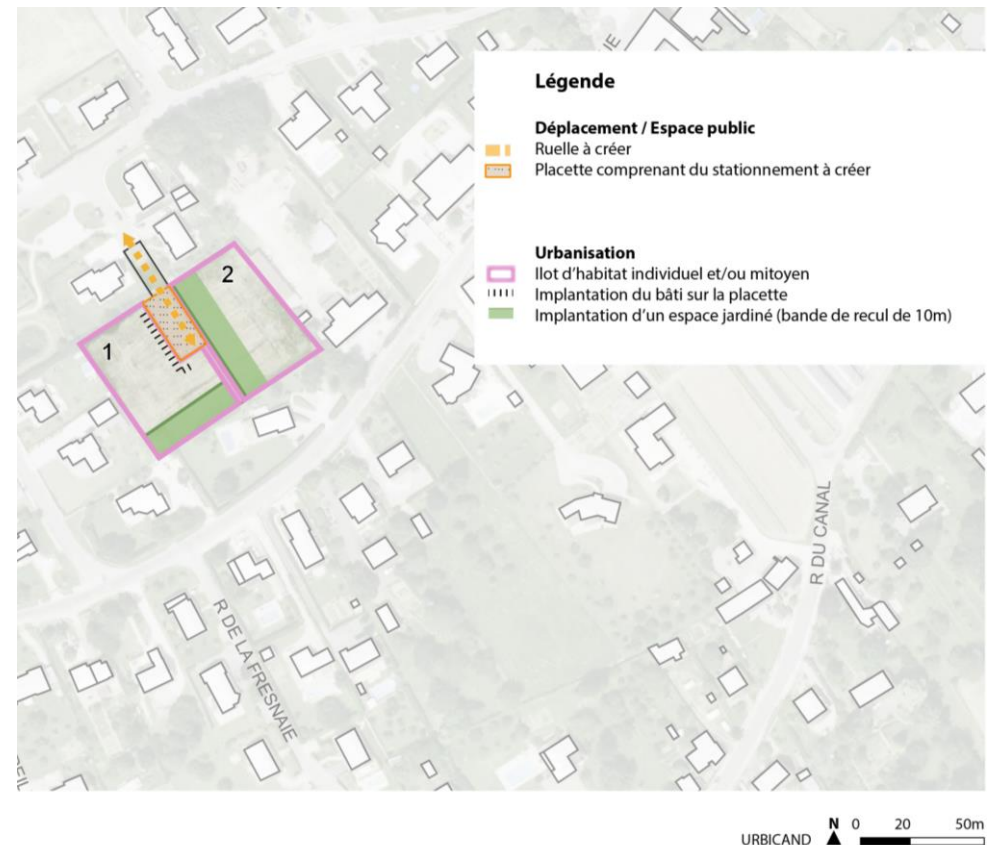 IE
Légende
Déplacement / Espace public
Ruelle à créer
Placette comprenant du stationnement à créer
Urbanisation
Ilot d'habitat individuel et/ou mitoyen
Implantation du bâti sur la placette
Implantation d'un espace jardiné (bande de recul de 10m)
2
1
R DU CANAL
R DE LA FRESNAIE
EIL
URBICAND
N 0 20 50m